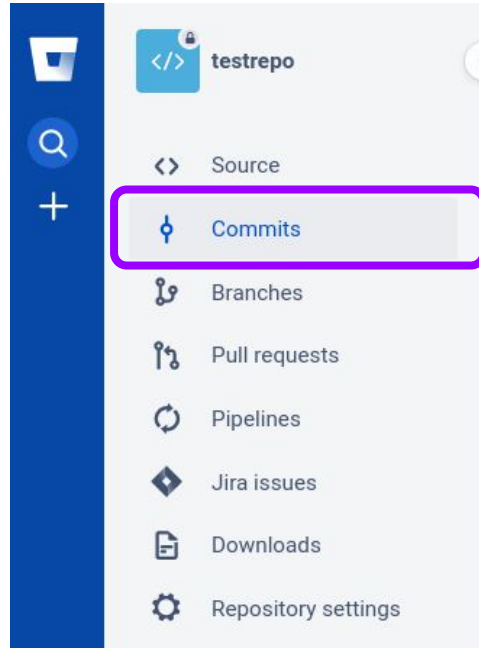 </> testrepo
Source
Commits
Branches
Pull requests
Pipelines
Jira issues
Downloads
Repository settings